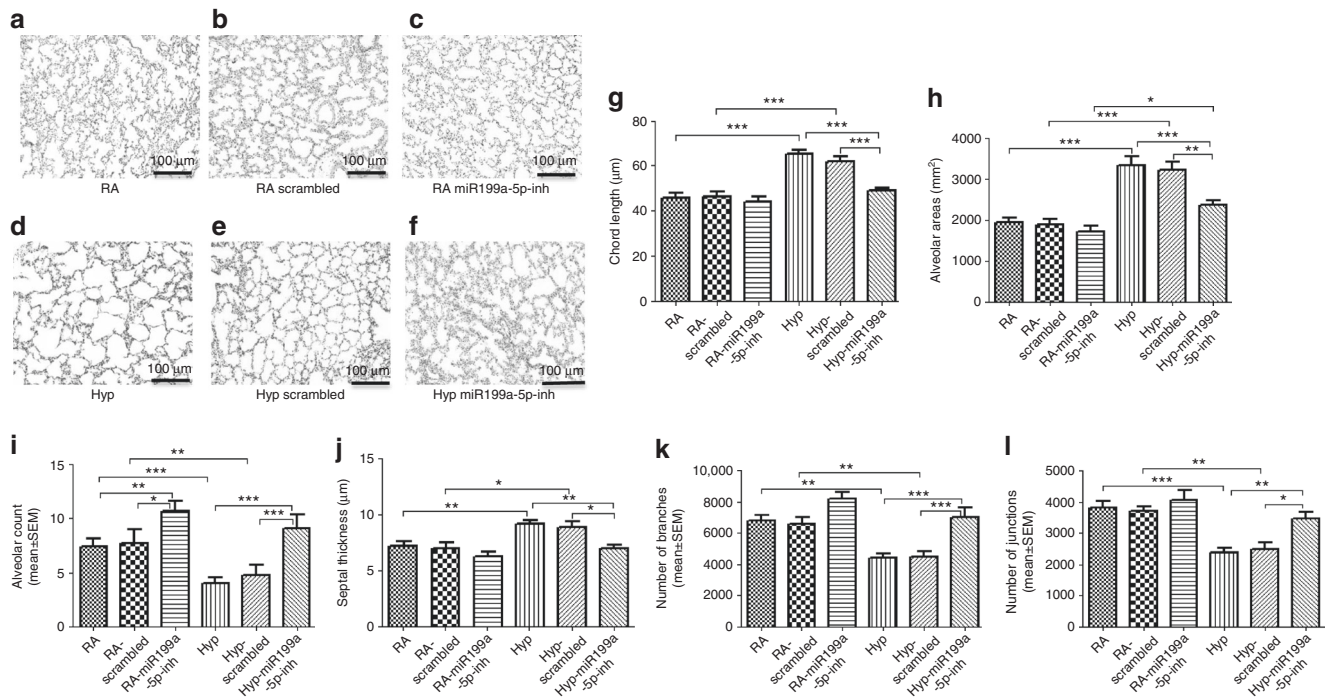 a
b
c
100 μm
100 μm
100 μm
RA
RA scrambled
RA miR199a-5p-inh
d
e
f
100 μm
100 μm
100 μm
Hyp
Hyp scrambled
Hyp miR199a-5p-inh
g
***
***
***
***
80
60
40
20
0
Chord length (μm)
RA
RA-
scrambled
RA-miR199a
-5p-inh
Hyp
Hyp-
scrambled
Hyp-miR199a
-5p-inh
h
*
***
***
***
**
4000
3000
2000
1000
0
Alveolar areas (mm²)
RA
RA-
scrambled
RA-miR199a
-5p-inh
Hyp
Hyp-
scrambled
Hyp-miR199a
-5p-inh
i
**
***
**
***
*
***
15
10
5
0
Alveolar count
(mean±SEM)
RA
RA-
scrambled
RA-miR199a
-5p-inh
Hyp
Hyp-
scrambled
Hyp-miR199a
-5p-inh
j
*
**
**
*
15
10
5
0
Septal thickness (μm)
RA
RA-
scrambled
RA-miR199a
-5p-inh
Hyp
Hyp-
scrambled
Hyp-miR199a
-5p-inh
k
**
**
***
***
10,000
8000
6000
4000
2000
0
Number of branches
(mean±SEM)
RA
RA-
scrambled
RA-miR199a
-5p-inh
Hyp
Hyp-
scrambled
Hyp-miR199a
-5p-inh
l
**
***
**
*
5000
4000
3000
2000
1000
0
Number of junctions
(mean±SEM)
RA
RA-
scrambled
RA-miR199a
-5p-inh
Hyp
Hyp-
scrambled
Hyp-miR199a
-5p-inh